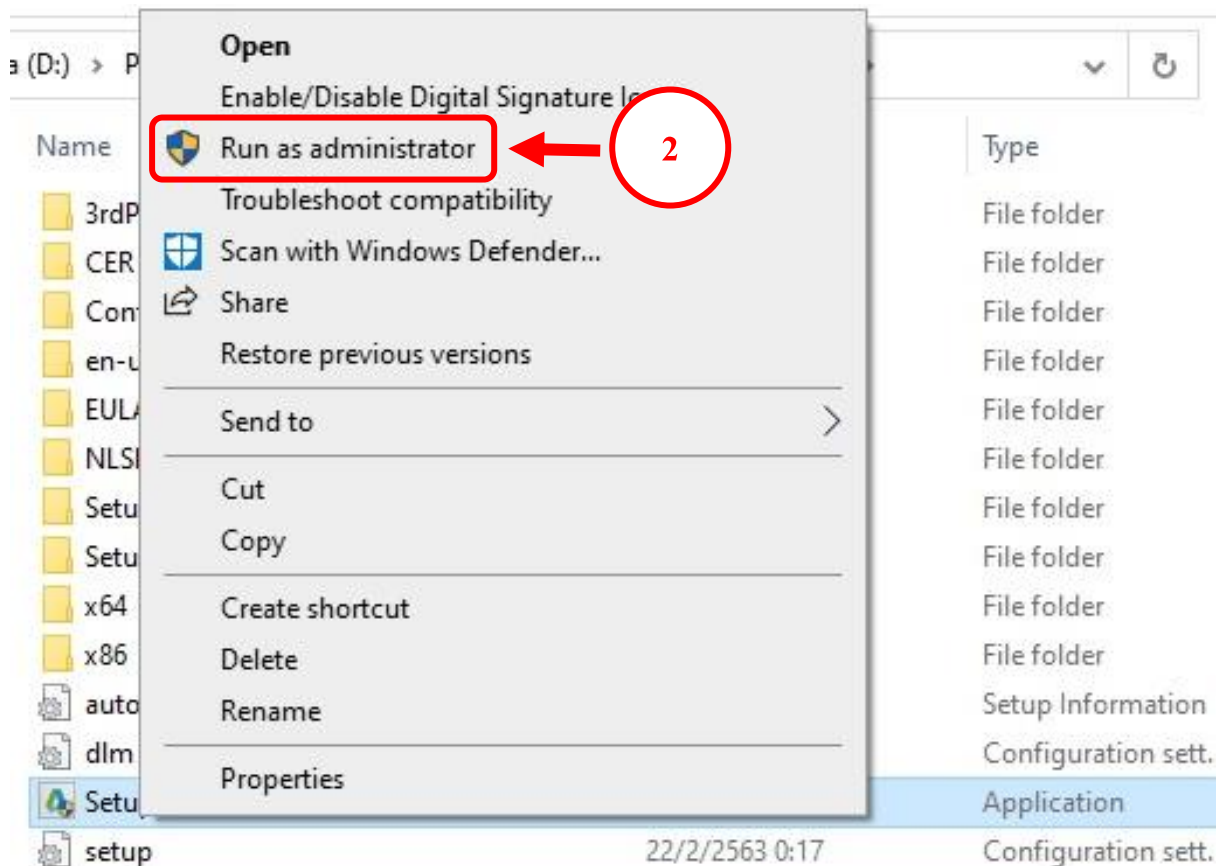 Open
a (D:) > P
Enable/Disable Digital Signature
Name
Run as administrator
2
Type
Troubleshoot compatibility
3rdP
File folder
Scan with Windows Defender...
CER
File folder
Share
Con
File folder
Restore previous versions
en-u
File folder
EULA
File folder
Send to
NLS
File folder
Cut
Setu
File folder
Copy
Setu
File folder
Create shortcut
x64
File folder
Delete
x86
File folder
Rename
auto
Setup Information
dlm
Configuration sett.
Properties
Setu
Application
setup
22/2/2563 0:17
Configuration sett.